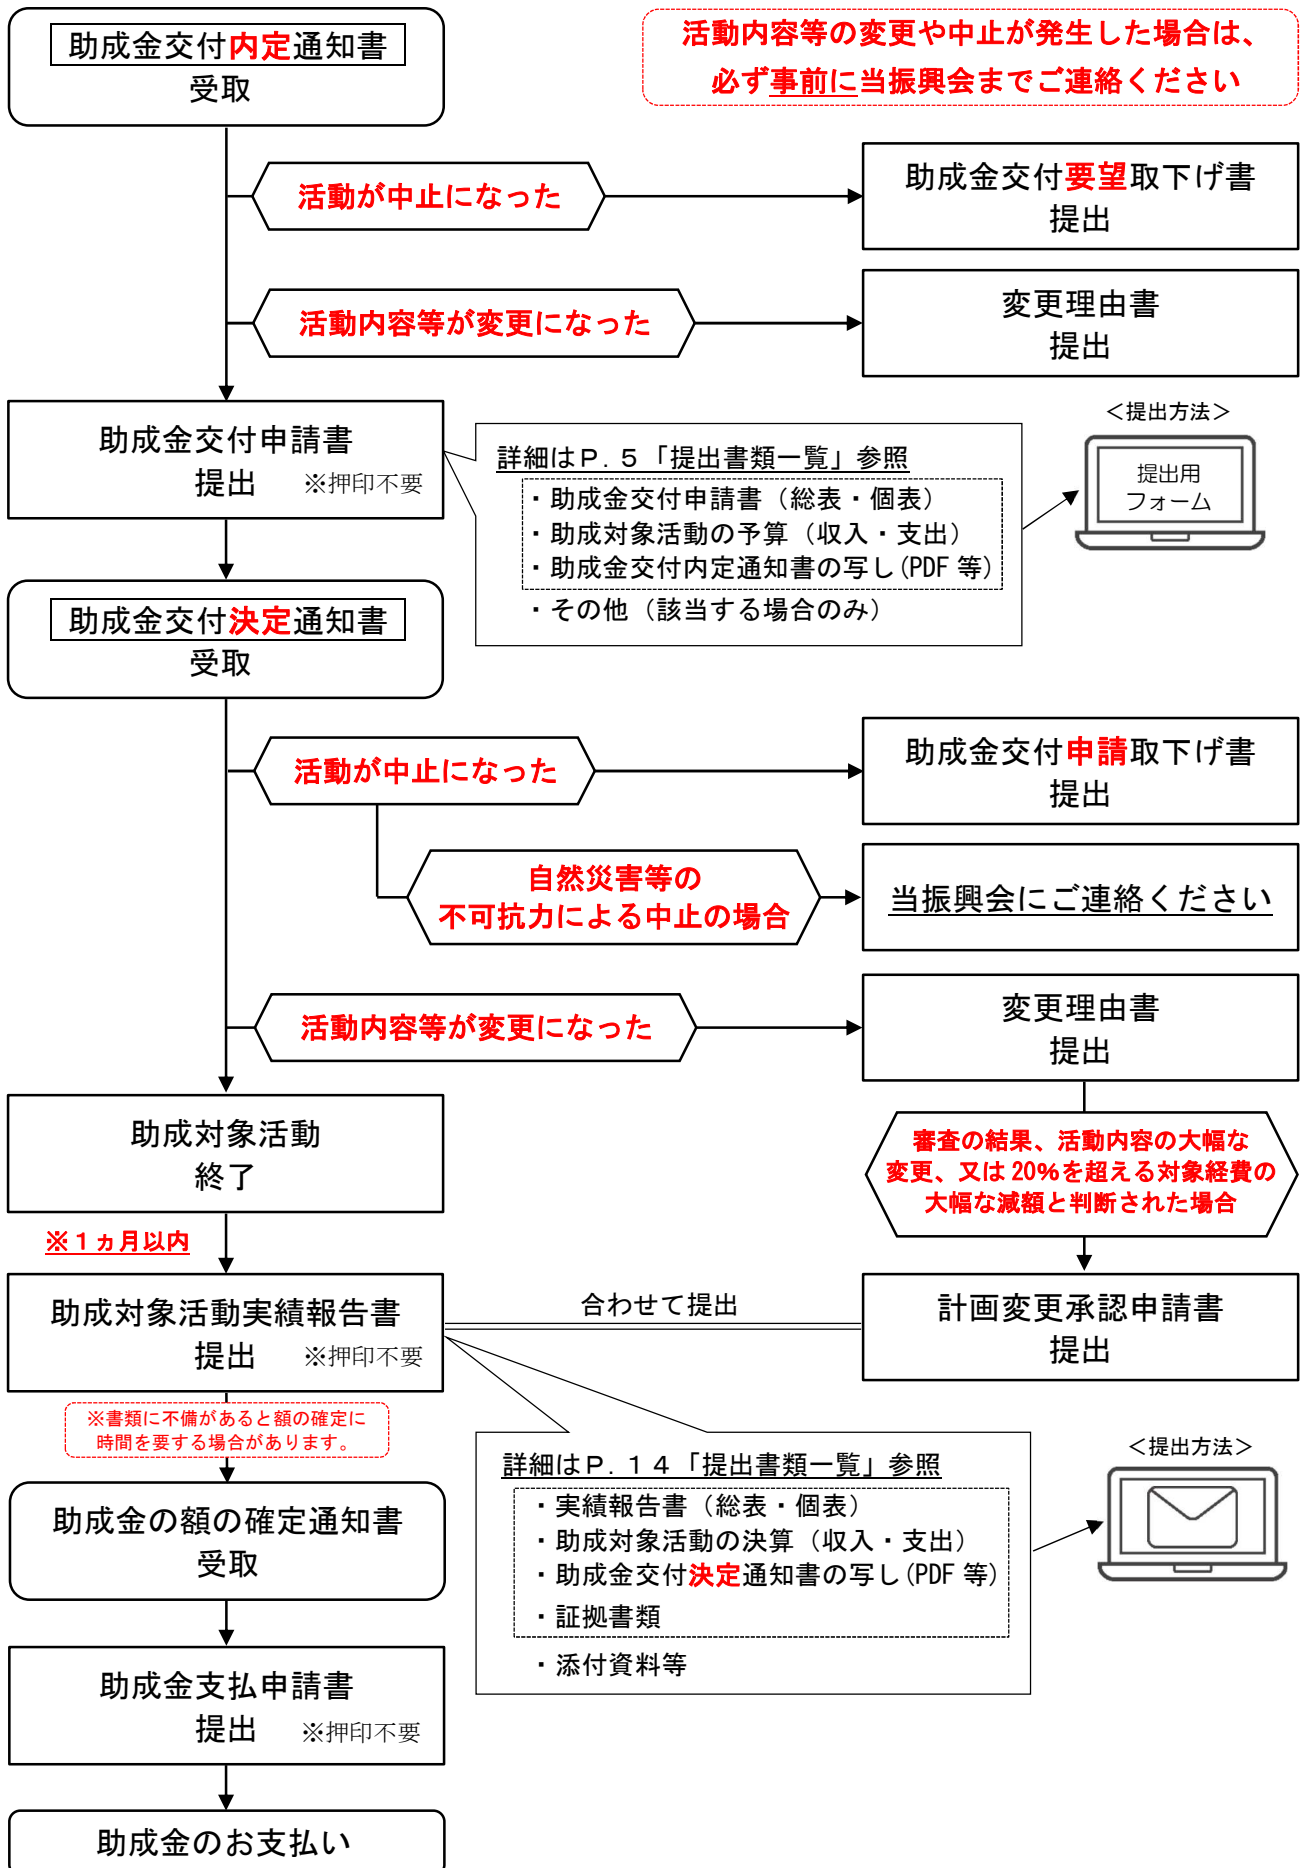 助成金交付内定通知書
受取
活動内容等の変更や中止が発生した場合は、
必ず事前に当振興会までご連絡ください
活動が中止になった
助成金交付要望取下げ書
提出
活動内容等が変更になった
変更理由書
提出
助成金交付申請書
提出 ※押印不要
詳細はP.5「提出書類一覧」参照
・助成金交付申請書（総表・個表）
・助成対象活動の予算（収入・支出）
・助成金交付内定通知書の写し(PDF等)
・その他（該当する場合のみ）
＜提出方法＞
提出用
フォーム
助成金交付決定通知書
受取
活動が中止になった
助成金交付申請取下げ書
提出
自然災害等の
不可抗力による中止の場合
当振興会にご連絡ください
活動内容等が変更になった
変更理由書
提出
助成対象活動
終了
審査の結果、活動内容の大幅な
変更、又は20%を超える対象経費の
大幅な減額と判断された場合
※１ヵ月以内
助成対象活動実績報告書
提出 ※押印不要
合わせて提出
計画変更承認申請書
提出
※書類に不備があると額の確定に
時間を要する場合があります。
詳細はP.14「提出書類一覧」参照
・実績報告書（総表・個表）
・助成対象活動の決算（収入・支出）
・助成金交付決定通知書の写し(PDF等)
・証拠書類
・添付資料等
＜提出方法＞
助成金の額の確定通知書
受取
助成金支払申請書
提出 ※押印不要
助成金のお支払い